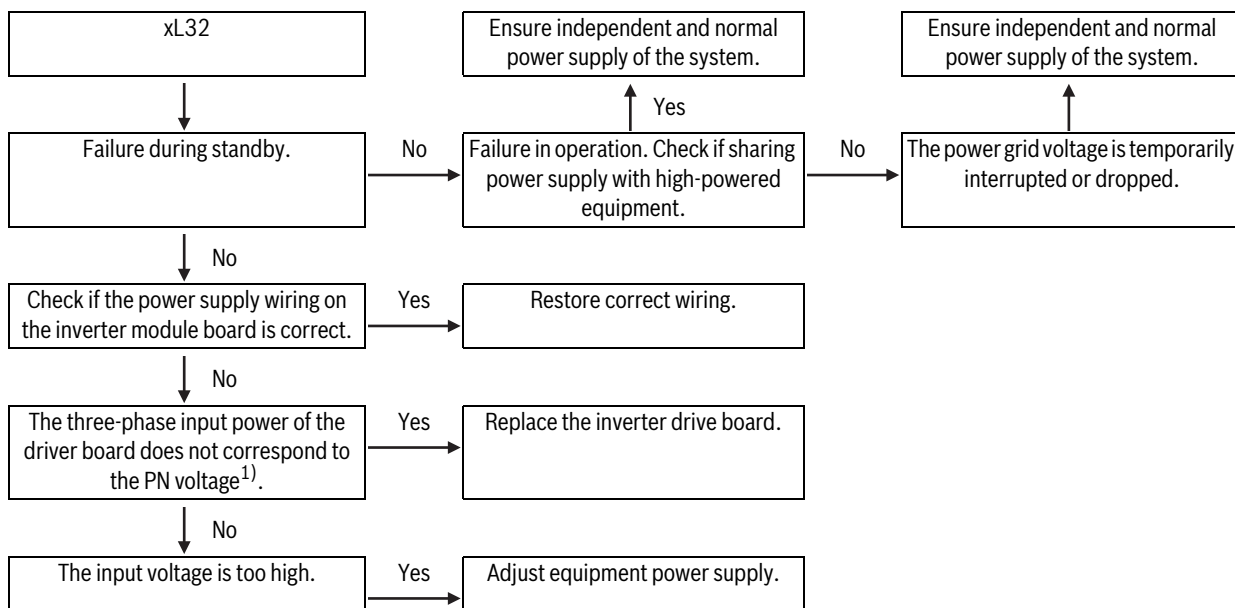 xL32
Ensure independent and normal
power supply of the system.
Ensure independent and normal
power supply of the system.
Yes
Failure during standby.
No
Failure in operation. Check if sharing
power supply with high-powered
equipment.
No
The power grid voltage is temporarily
interrupted or dropped.
No
Check if the power supply wiring on
the inverter module board is correct.
Yes
Restore correct wiring.
No
The three-phase input power of the
driver board does not correspond to
the PN voltage1).
Yes
Replace the inverter drive board.
No
The input voltage is too high.
Yes
Adjust equipment power supply.